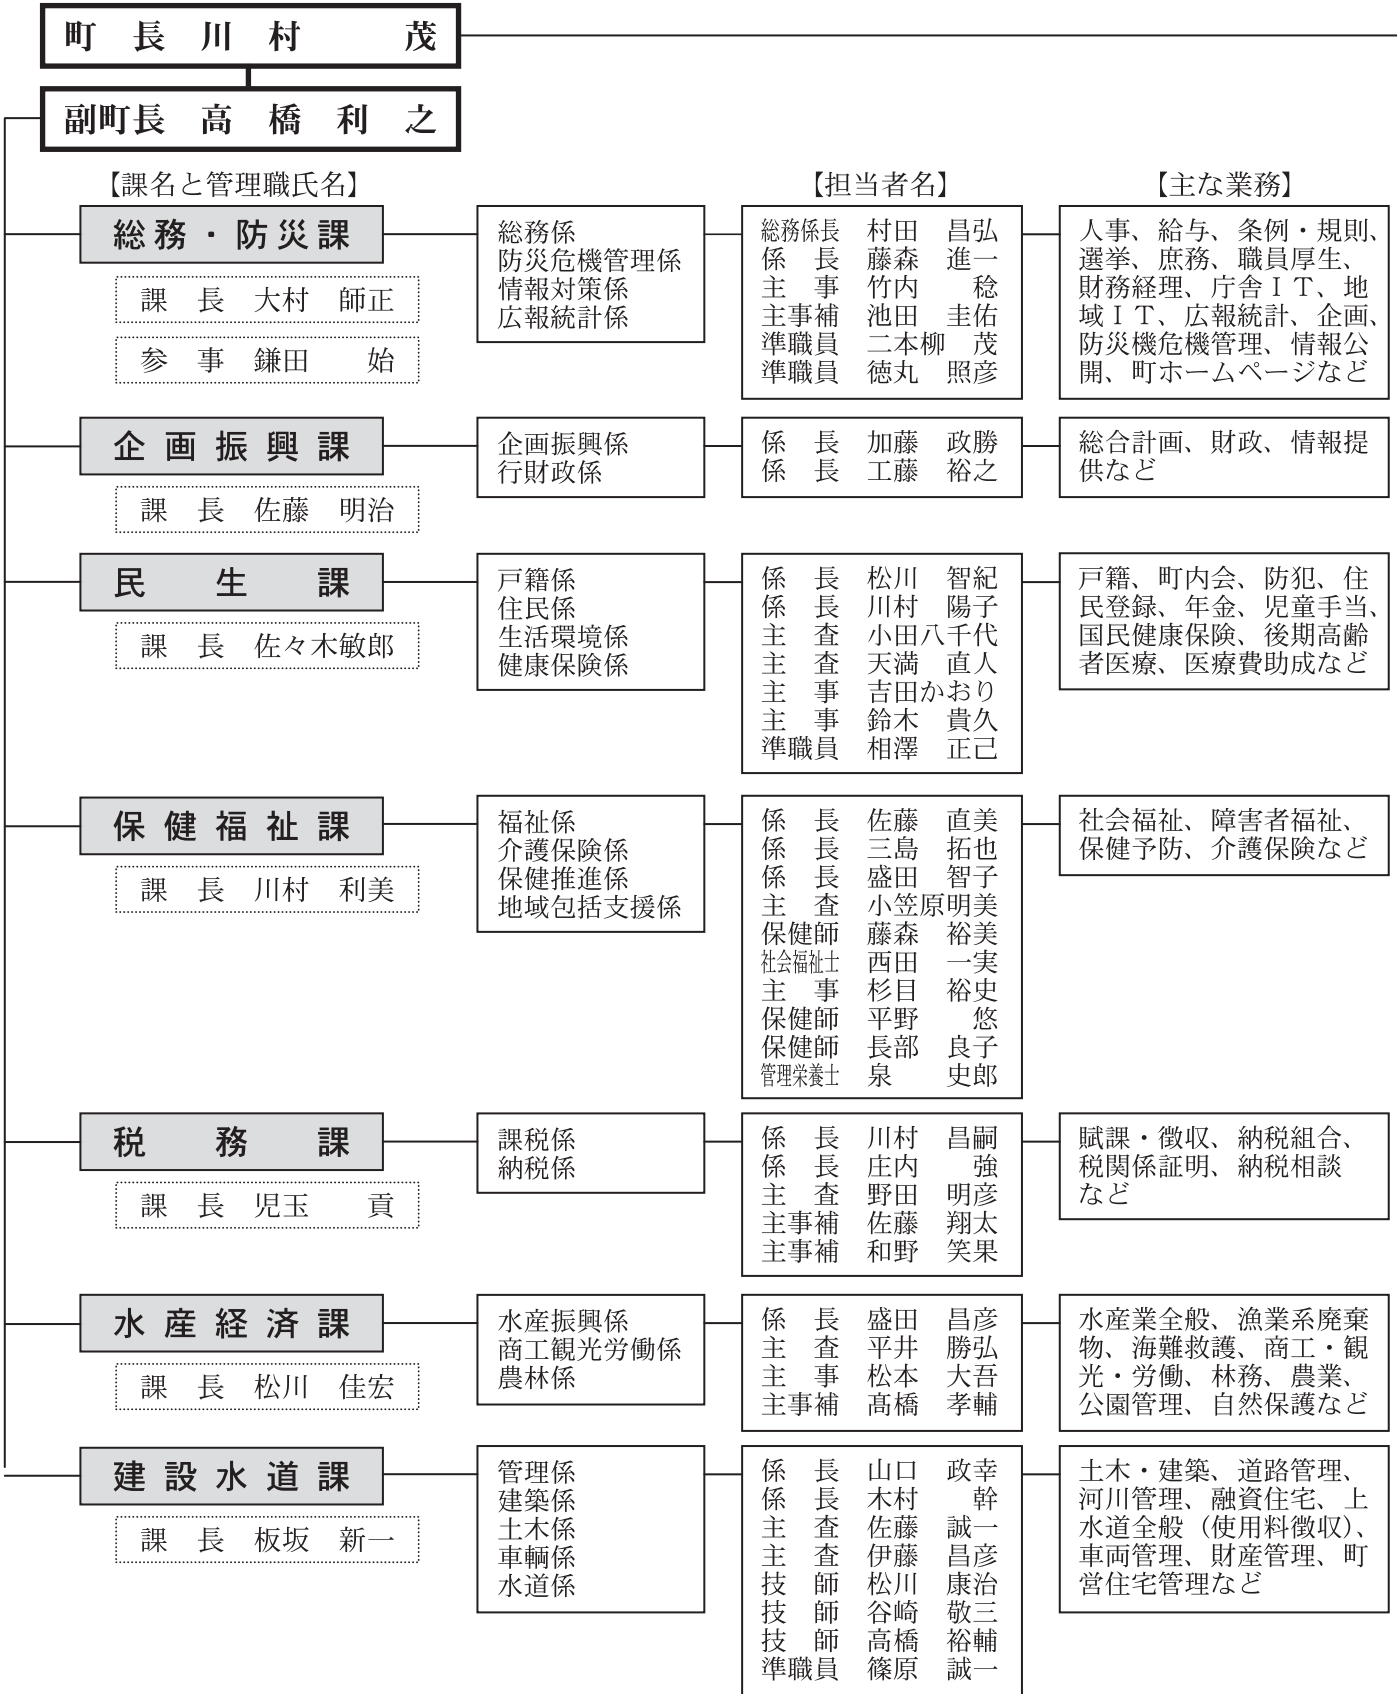 町　長　川　村　　　茂
副町長　高　橋　利　之
【課名と管理職氏名】
【担当者名】
【主な業務】
総務・防災課
課　長　大村　師正
参　事　鎌田　　始
総務係
防災危機管理係
情報対策係
広報統計係
総務係長　村田　昌弘
係　長　藤森　進一
主　事　竹内　　稔
主事補　池田　圭佑
準職員　二本柳　茂
準職員　徳丸　照彦
人事、給与、条例・規則、
選挙、庶務、職員厚生、
財務経理、庁舎ＩＴ、地
域ＩＴ、広報統計、企画、
防災機危機管理、情報公
開、町ホームページなど
企画振興課
課　長　佐藤　明治
企画振興係
行財政係
係　長　加藤　政勝
係　長　工藤　裕之
総合計画、財政、情報提
供など
民　生　課
課　長　佐々木敏郎
戸籍係
住民係
生活環境係
健康保険係
係　長　松川　智紀
係　長　川村　陽子
主　査　小田八千代
主　査　天満　直人
主　事　吉田かおり
主　事　鈴木　貴久
準職員　相澤　正己
戸籍、町内会、防犯、住
民登録、年金、児童手当、
国民健康保険、後期高齢
者医療、医療費助成など
保健福祉課
課　長　川村　利美
福祉係
介護保険係
保健推進係
地域包括支援係
係　長　佐藤　直美
係　長　三島　拓也
係　長　盛田　智子
主　査　小笠原明美
保健師　藤森　裕美
社会福祉士　西田　一実
主　事　杉目　裕史
保健師　平野　　悠
保健師　長部　良子
管理栄養士　泉　　史郎
社会福祉、障害者福祉、
保健予防、介護保険など
税　務　課
課　長　児玉　　貢
課税係
納税係
係　長　川村　昌嗣
係　長　庄内　　強
主　査　野田　明彦
主事補　佐藤　翔太
主事補　和野　笑果
賦課・徴収、納税組合、
税関係証明、納税相談
など
水産経済課
課　長　松川　佳宏
水産振興係
商工観光労働係
農林係
係　長　盛田　昌彦
主　査　平井　勝弘
主　事　松本　大吾
主事補　髙橋　孝輔
水産業全般、漁業系廃棄
物、海難救護、商工・観
光・労働、林務、農業、
公園管理、自然保護など
建設水道課
課　長　板坂　新一
管理係
建築係
土木係
車輌係
水道係
係　長　山口　政幸
係　長　木村　　幹
主　査　佐藤　誠一
主　査　伊藤　昌彦
技　師　松川　康治
技　師　谷崎　敬三
技　師　高橋　裕輔
準職員　篠原　誠一
土木・建築、道路管理、
河川管理、融資住宅、上
水道全般（使用料徴収）、
車両管理、財産管理、町
営住宅管理など